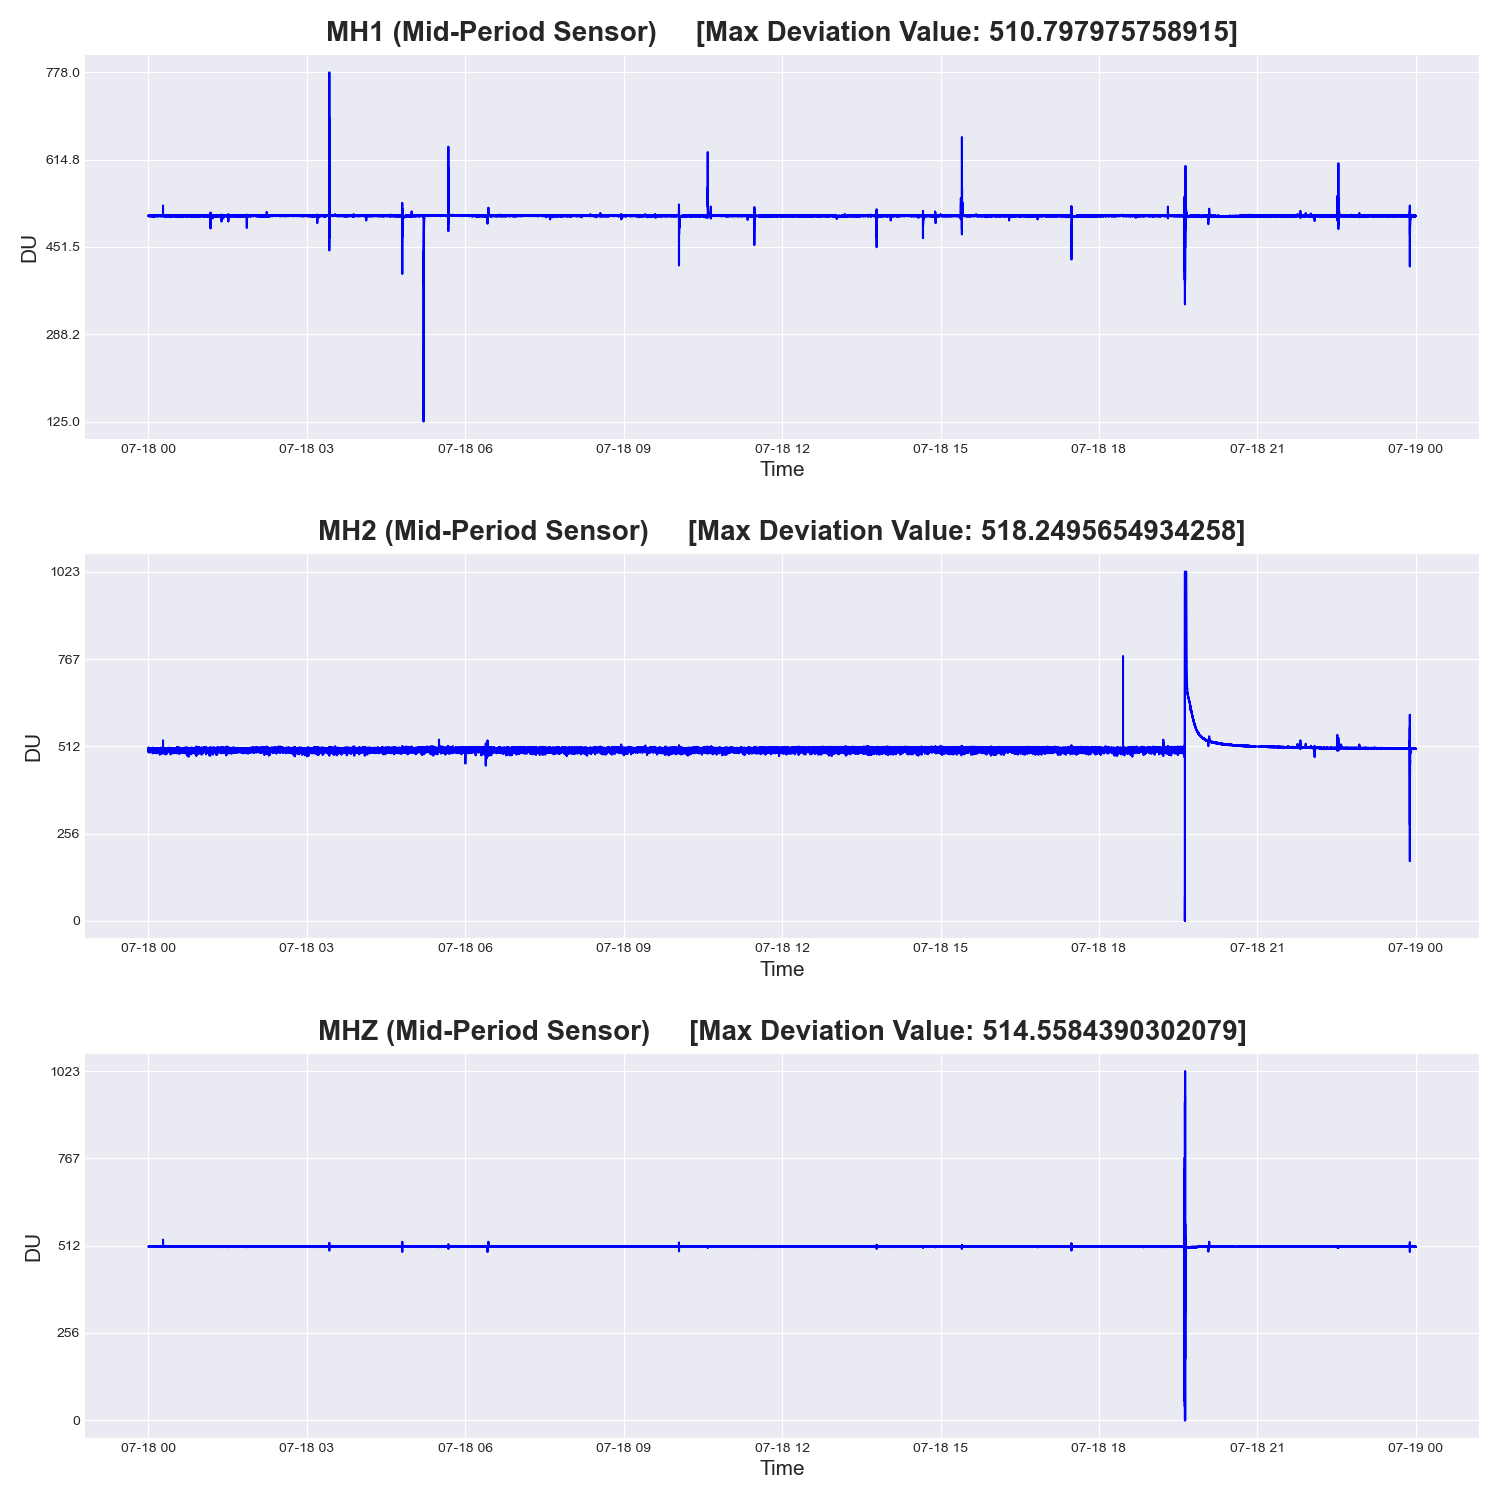 MH1 (Mid-Period Sensor) [Max Deviation Value: 510.797975758915]
778.0
614.8
451.5
288.2
125.0
DU
07-18 00 07-18 03 07-18 06 07-18 09 07-18 12 07-18 15 07-18 18 07-18 21 07-19 00
Time
MH2 (Mid-Period Sensor) [Max Deviation Value: 518.2495654934258]
1023
767
512
256
0
DU
07-18 00 07-18 03 07-18 06 07-18 09 07-18 12 07-18 15 07-18 18 07-18 21 07-19 00
Time
MHZ (Mid-Period Sensor) [Max Deviation Value: 514.5584390302079]
1023
767
512
256
0
DU
07-18 00 07-18 03 07-18 06 07-18 09 07-18 12 07-18 15 07-18 18 07-18 21 07-19 00
Time